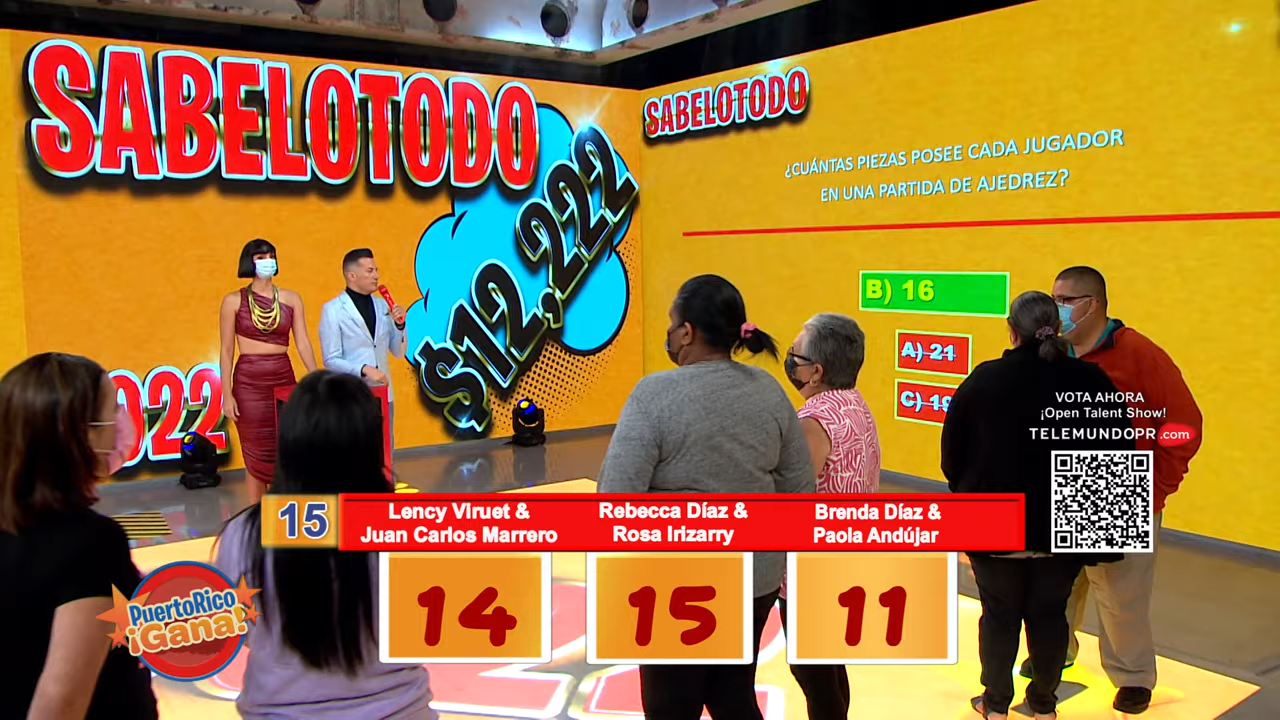 SABELOTODO
$12,222
SABELOTODO
¿CUÁNTAS PIEZAS POSEE CADA JUGADOR
EN UNA PARTIDA DE AJEDREZ?
B) 16
A) 21
C) 19
VOTA AHORA
¡Open Talent Show!
TELEMUNDOPR.com
15
Lency Viruet &
Juan Carlos Marrero
Rebecca Díaz &
Rosa Irizarry
Brenda Díaz &
Paola Andújar
14
15
11
PuertoRico
¡Gana!